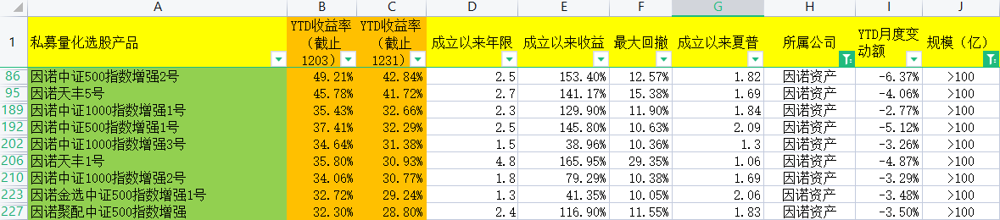 A B C D E F G H I J
1 私募量化选股产品 YTD收益率（截止1203） YTD收益率（截止1231） 成立以来年限 成立以来收益 最大回撤 成立以来夏普 所属公司 YTD月度变动额 规模（亿）
86 因诺中证500指数增强2号 49.21% 42.84% 2.5 153.40% 12.57% 1.82 因诺资产 -6.37% >100
95 因诺天丰5号 45.78% 41.72% 2.7 141.17% 15.38% 1.69 因诺资产 -4.06% >100
189 因诺中证1000指数增强1号 35.43% 32.66% 2.3 129.90% 11.90% 1.84 因诺资产 -2.77% >100
192 因诺中证500指数增强1号 37.41% 32.29% 2.5 145.80% 10.63% 2.09 因诺资产 -5.12% >100
202 因诺中证1000指数增强3号 34.64% 31.38% 1.5 38.96% 10.36% 1.3 因诺资产 -3.26% >100
206 因诺天丰1号 35.80% 30.93% 4.8 165.95% 29.35% 1.06 因诺资产 -4.87% >100
210 因诺中证1000指数增强2号 34.06% 30.77% 1.8 79.29% 10.38% 1.69 因诺资产 -3.29% >100
223 因诺金选中证500指数增强1号 32.72% 29.24% 1.3 41.35% 10.05% 2.06 因诺资产 -3.48% >100
227 因诺聚配中证500指数增强 32.30% 28.80% 2.4 116.90% 11.55% 1.83 因诺资产 -3.50% >100